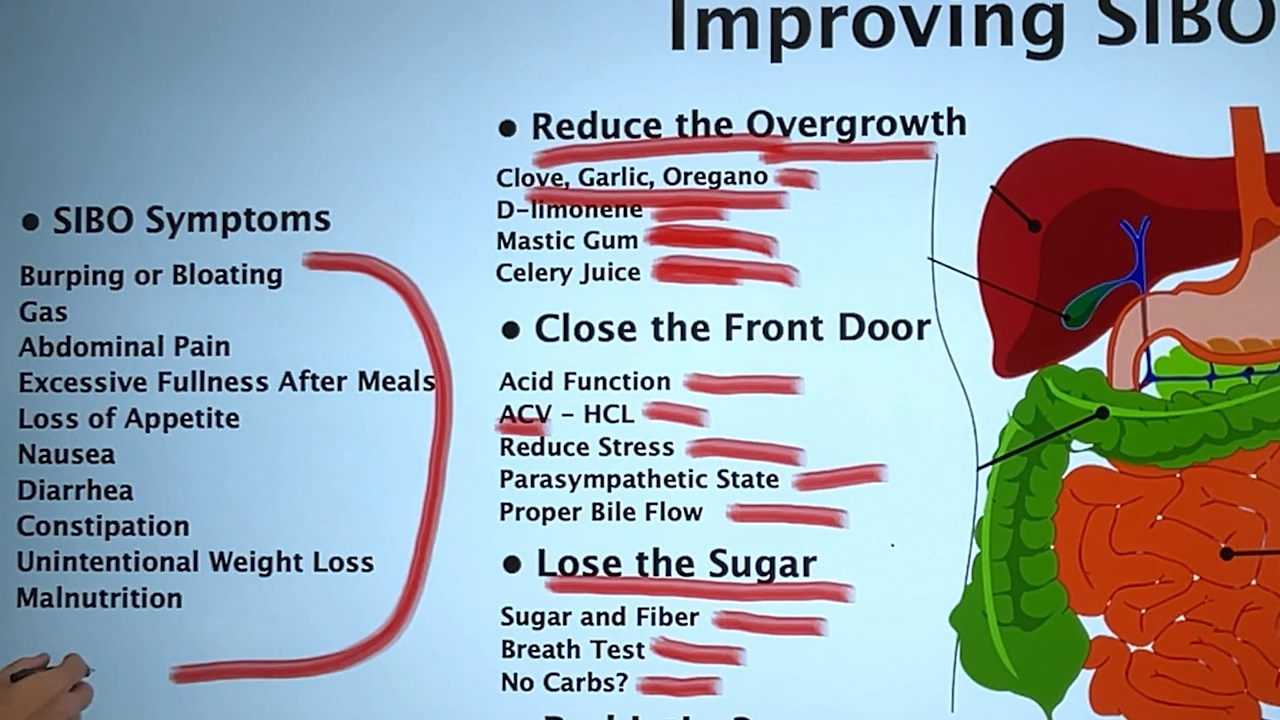 Improving SIBO
• SIBO Symptoms
Burping or Bloating
Gas
Abdominal Pain
Excessive Fullness After Meals
Loss of Appetite
Nausea
Diarrhea
Constipation
Unintentional Weight Loss
Malnutrition
• Reduce the Overgrowth
Clove, Garlic, Oregano
D-limonene
Mastic Gum
Celery Juice
• Close the Front Door
Acid Function
ACV - HCL
Reduce Stress
Parasympathetic State
Proper Bile Flow
• Lose the Sugar
Sugar and Fiber
Breath Test
No Carbs?